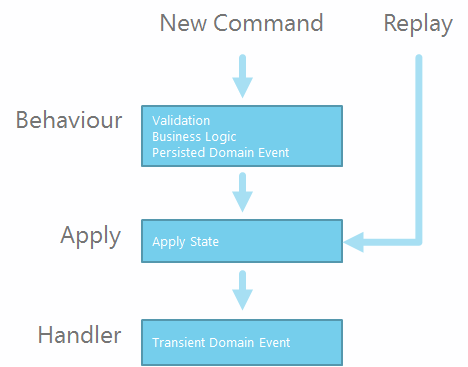 New Command
Replay
Behaviour
Validation
Business Logic
Persisted Domain Event
Apply
Apply State
Handler
Transient Domain Event